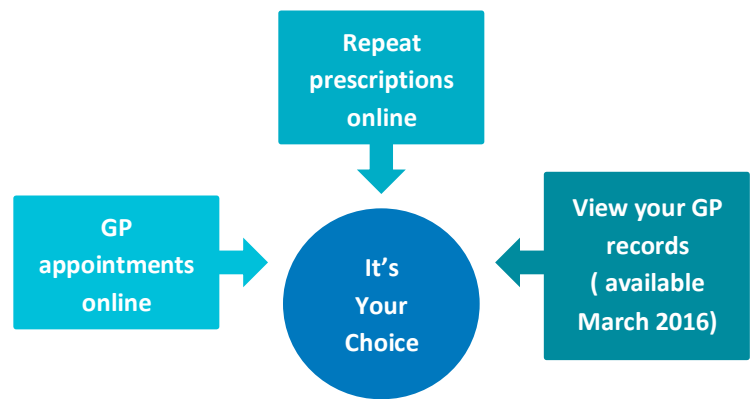 Repeat
prescriptions
online
GP
appointments
online
It's
Your
Choice
View your GP
records
( available
March 2016)